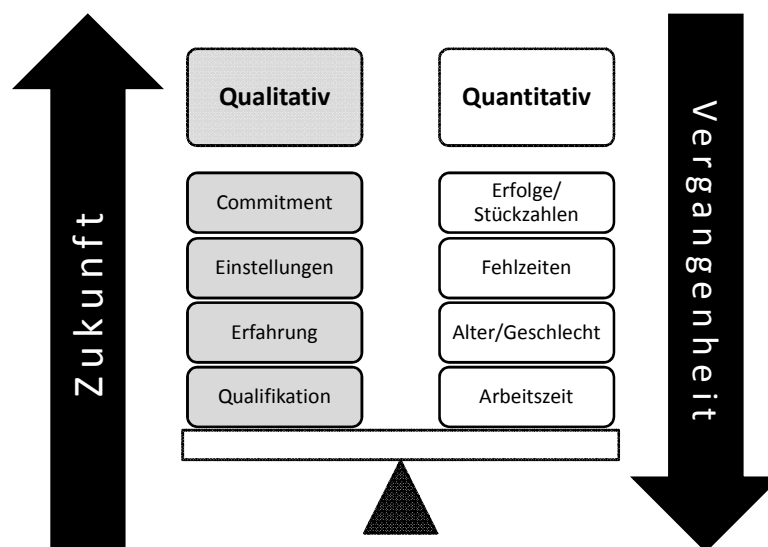 Zukunft
Qualitativ
Commitment
Einstellungen
Erfahrung
Qualifikation
Quantitativ
Erfolge/
Stückzahlen
Fehlzeiten
Alter/Geschlecht
Arbeitszeit
Vergangenheit